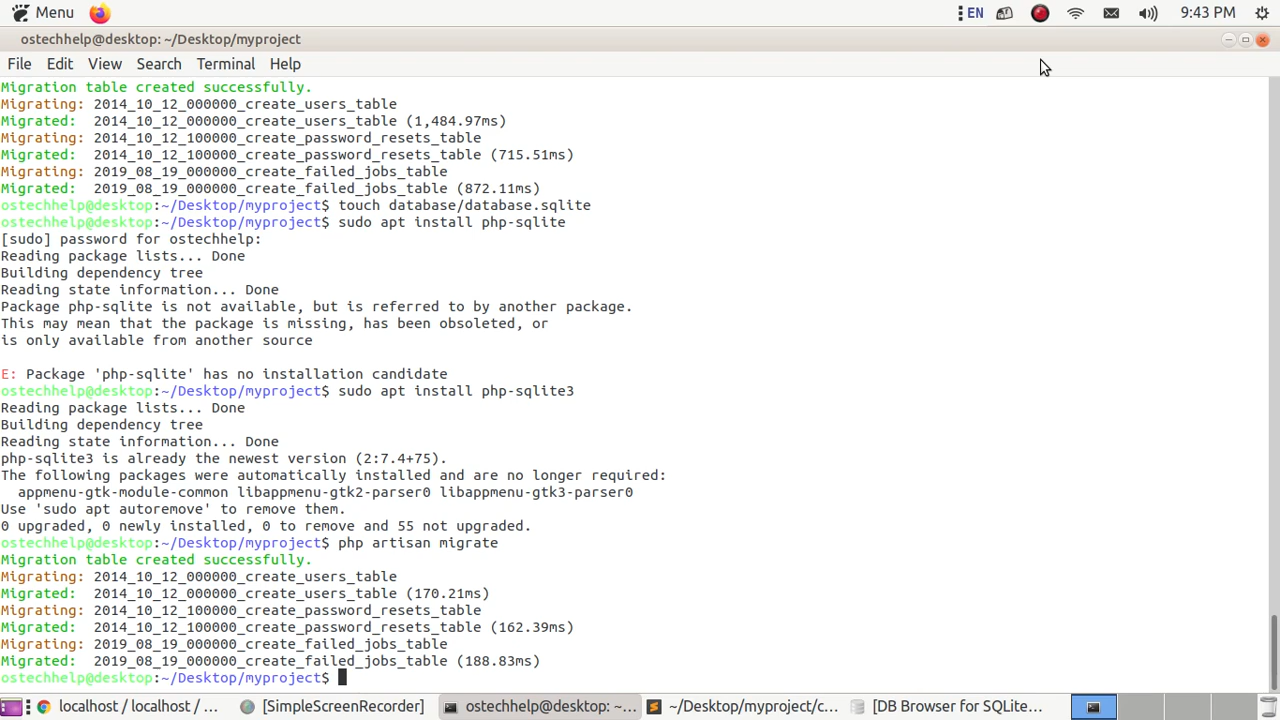 Menu
EN
9:43 PM
ostechhelp@desktop: ~/Desktop/myproject
File Edit View Search Terminal Help
Migration table created successfully.
Migrating: 2014_10_12_000000_create_users_table
Migrated:  2014_10_12_000000_create_users_table (1,484.97ms)
Migrating: 2014_10_12_100000_create_password_resets_table
Migrated:  2014_10_12_100000_create_password_resets_table (715.51ms)
Migrating: 2019_08_19_000000_create_failed_jobs_table
Migrated:  2019_08_19_000000_create_failed_jobs_table (872.11ms)
ostechhelp@desktop:~/Desktop/myproject$ touch database/database.sqlite
ostechhelp@desktop:~/Desktop/myproject$ sudo apt install php-sqlite
[sudo] password for ostechhelp:
Reading package lists... Done
Building dependency tree
Reading state information... Done
Package php-sqlite is not available, but is referred to by another package.
This may mean that the package is missing, has been obsoleted, or
is only available from another source
E: Package 'php-sqlite' has no installation candidate
ostechhelp@desktop:~/Desktop/myproject$ sudo apt install php-sqlite3
Reading package lists... Done
Building dependency tree
Reading state information... Done
php-sqlite3 is already the newest version (2:7.4+75).
The following packages were automatically installed and are no longer required:
  appmenu-gtk-module-common libappmenu-gtk2-parser0 libappmenu-gtk3-parser0
Use 'sudo apt autoremove' to remove them.
0 upgraded, 0 newly installed, 0 to remove and 55 not upgraded.
ostechhelp@desktop:~/Desktop/myproject$ php artisan migrate
Migration table created successfully.
Migrating: 2014_10_12_000000_create_users_table
Migrated:  2014_10_12_000000_create_users_table (170.21ms)
Migrating: 2014_10_12_100000_create_password_resets_table
Migrated:  2014_10_12_100000_create_password_resets_table (162.39ms)
Migrating: 2019_08_19_000000_create_failed_jobs_table
Migrated:  2019_08_19_000000_create_failed_jobs_table (188.83ms)
ostechhelp@desktop:~/Desktop/myproject$
localhost / localhost / ...
[SimpleScreenRecorder]
ostechhelp@desktop: ~...
~/Desktop/myproject/c...
[DB Browser for SQLite...